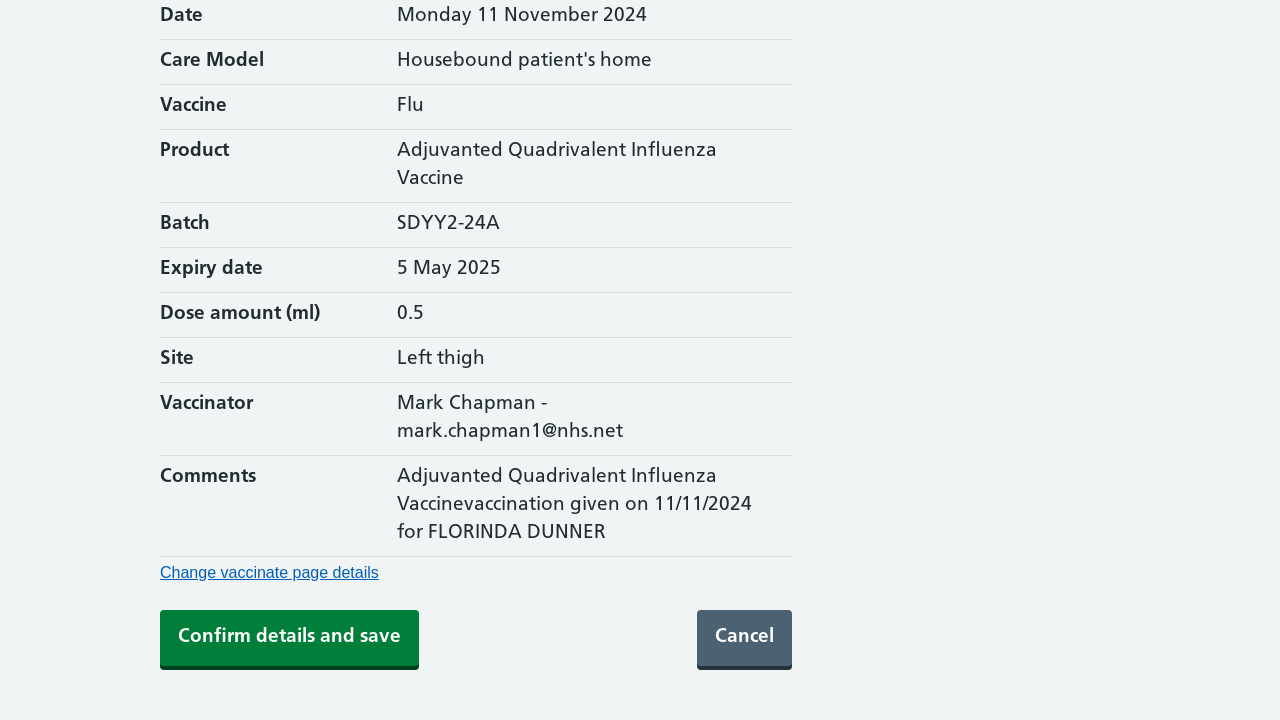 Date Monday 11 November 2024
Care Model Housebound patient's home
Vaccine Flu
Product Adjuvanted Quadrivalent Influenza
Vaccine
Batch SDYY2-24A
Expiry date 5 May 2025
Dose amount (ml) 0.5
Site Left thigh
Vaccinator Mark Chapman -
mark.chapman1@nhs.net
Comments Adjuvanted Quadrivalent Influenza
Vaccinevaccination given on 11/11/2024
for FLORINDA DUNNER
Change vaccinate page details
Confirm details and save Cancel